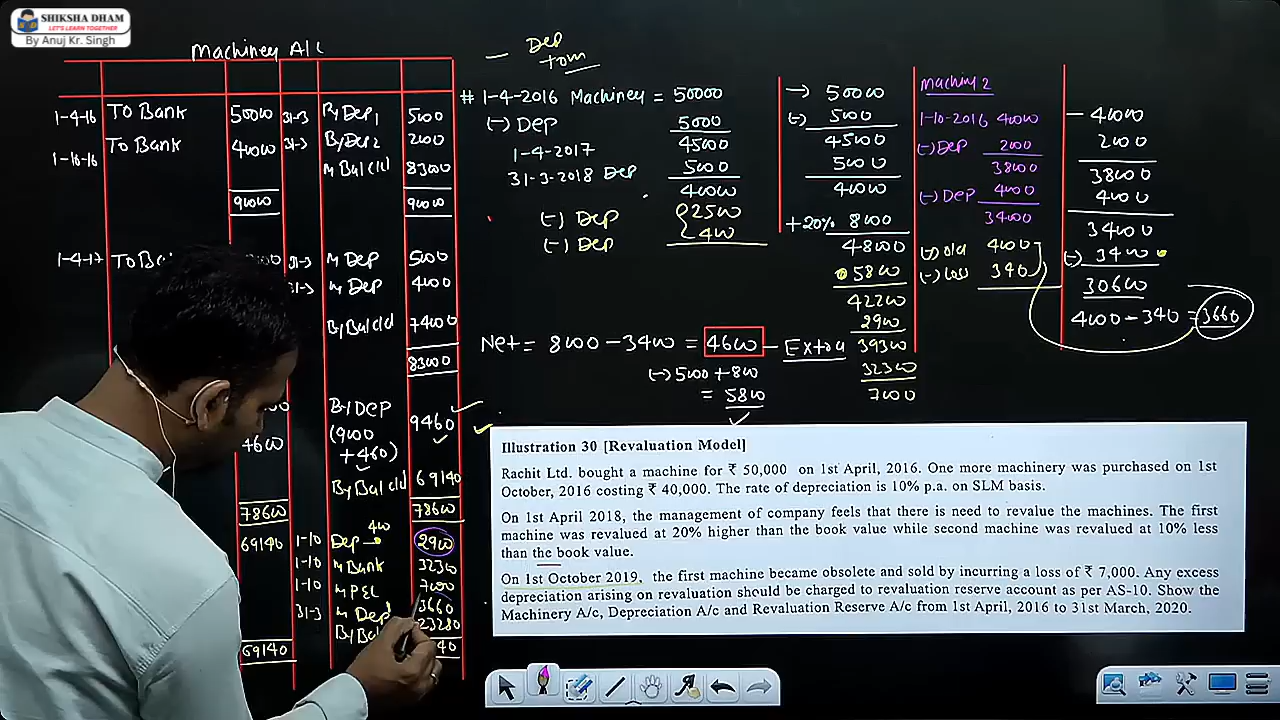 SHIKSHA DHAM
LET'S LEARN TOGETHER
By Anuj Kr. Singh
Machinery A/C
1-4-16 To Bank 50000 31-3 By Dep1 5000
1-10-16 To Bank 40000 31-3 By Dep2 2000
By Bal c/d 83000
90000 90000
1-4-17 31-3 By Dep 5000
31-3 By Dep 4000
By Bal c/d 74000
83000
By Dep 9460
4600 (9000
+460)
By Bal c/d 69140
78600 78600
69140 1-10 Dep 400 2900
1-10 By Bank 32300
1-10 By P&L 7000
31-3 By Dep 3660
By Bal 23280
69140 40
- Dep
from
# 1-4-2016 Machinery = 50000
(-) Dep 5000
1-4-2017 45000
31-3-2018 Dep 5000
40000
(-) Dep 2500
(-) Dep 400
→ 50000
(-) 5000
45000
5000
40000
+20% 8000
48000
5800
42200
2900
39300
32300
7000
Machinery 2
1-10-2016 40000
(-) Dep 2000
38000
(-) Dep 4000
34000
(-) old 4000
(-) Less 340
- 40000
2000
38000
4000
34000
(-) 3400
30600
4000 - 340 = 3660
Net = 8000 - 3400 = 4600 - Extra
(-) 5000 + 800
= 5800
Illustration 30 [Revaluation Model]
Rachit Ltd. bought a machine for ₹ 50,000 on 1st April, 2016. One more machinery was purchased on 1st
October, 2016 costing ₹ 40,000. The rate of depreciation is 10% p.a. on SLM basis.
On 1st April 2018, the management of company feels that there is need to revalue the machines. The first
machine was revalued at 20% higher than the book value while second machine was revalued at 10% less
than the book value.
On 1st October 2019, the first machine became obsolete and sold by incurring a loss of ₹ 7,000. Any excess
depreciation arising on revaluation should be charged to revaluation reserve account as per AS-10. Show the
Machinery A/c, Depreciation A/c and Revaluation Reserve A/c from 1st April, 2016 to 31st March, 2020.